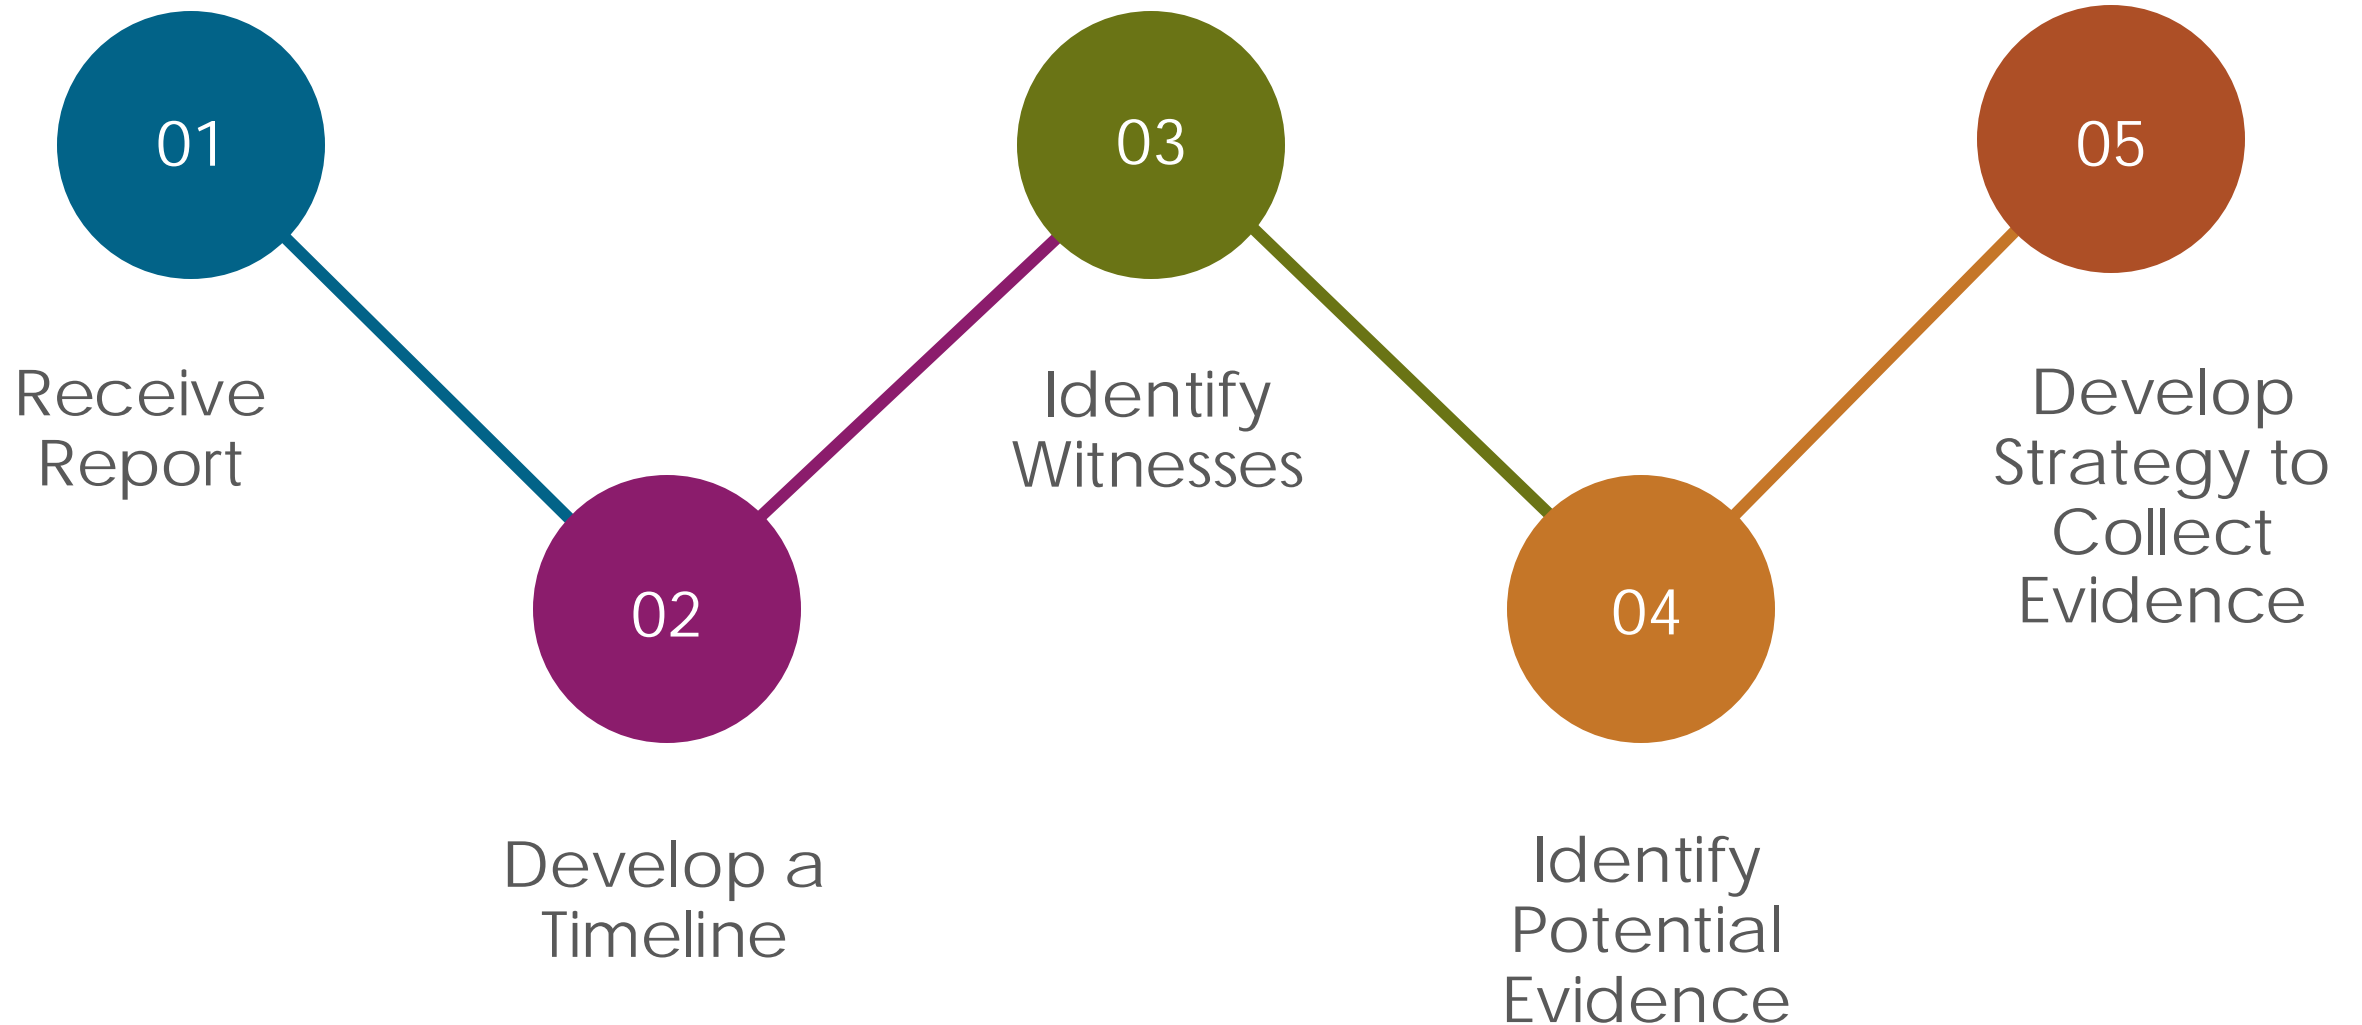 01
Receive
Report
02
Develop a
Timeline
03
Identify
Witnesses
04
Identify
Potential
Evidence
05
Develop
Strategy to
Collect
Evidence